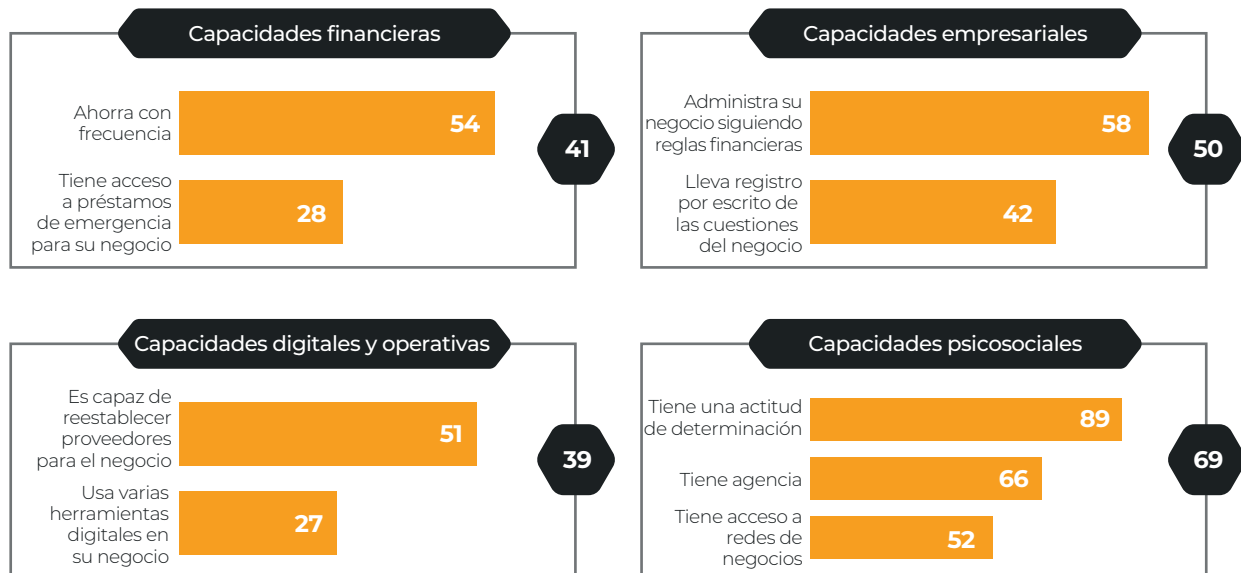 Capacidades financieras
Ahorra con
frecuencia
54
Tiene acceso
a préstamos
de emergencia
para su negocio
28
41
Capacidades empresariales
Administra su
negocio siguiendo
reglas financieras
58
Lleva registro
por escrito de
las cuestiones
del negocio
42
50
Capacidades digitales y operativas
Es capaz de
reestablecer
proveedores
para el negocio
51
Usa varias
herramientas
digitales en
su negocio
27
39
Capacidades psicosociales
Tiene una actitud
de determinación
89
Tiene agencia
66
Tiene acceso a
redes de
negocios
52
69